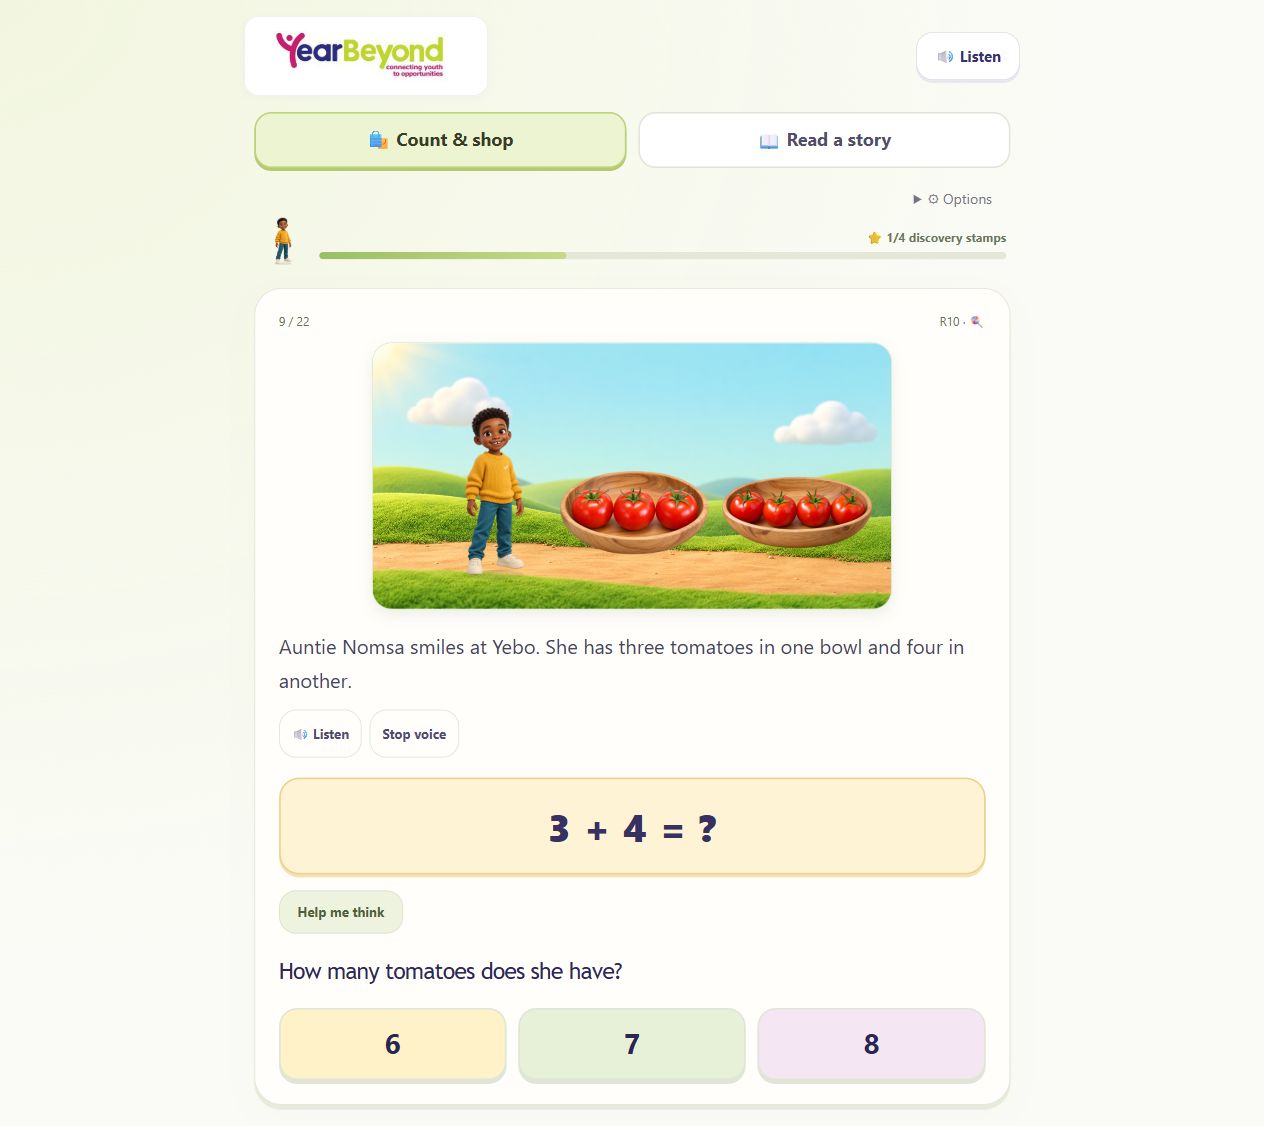 YearBeyond
connecting youth
to opportunities
Listen
Count & shop
Read a story
Options
1/4 discovery stamps
9 / 22
R10 ·
Auntie Nomsa smiles at Yebo. She has three tomatoes in one bowl and four in
another.
Listen
Stop voice
3 + 4 = ?
Help me think
How many tomatoes does she have?
6
7
8